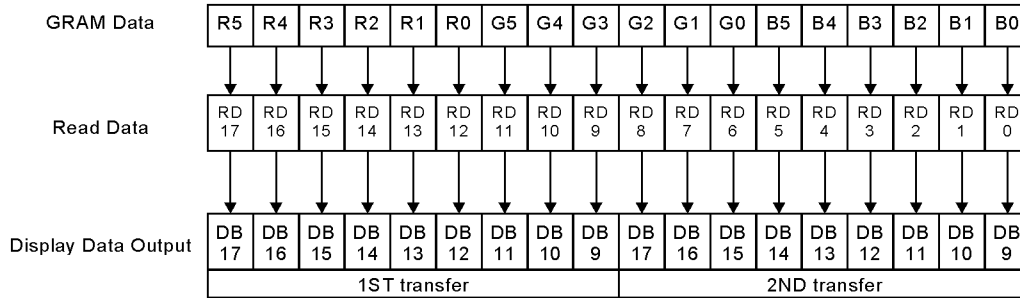 GRAM Data R5 R4 R3 R2 R1 R0 G5 G4 G3 G2 G1 G0 B5 B4 B3 B2 B1 B0
Read Data RD 17 RD 16 RD 15 RD 14 RD 13 RD 12 RD 11 RD 10 RD 9 RD 8 RD 7 RD 6 RD 5 RD 4 RD 3 RD 2 RD 1 RD 0
Display Data Output DB 17 DB 16 DB 15 DB 14 DB 13 DB 12 DB 11 DB 10 DB 9 DB 17 DB 16 DB 15 DB 14 DB 13 DB 12 DB 11 DB 10 DB 9
1ST transfer 2ND transfer